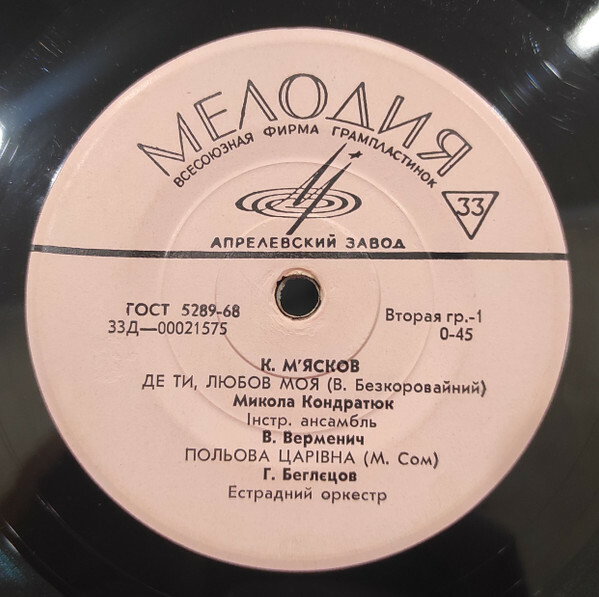 МЕЛОДИЯ
ВСЕСОЮЗНАЯ ФИРМА ГРАМПЛАСТИНОК
33
АПРЕЛЕВСКИЙ ЗАВОД
ГОСТ 5289-68
33Д—00021575
Вторая гр.-1
0-45
К. М'ЯСКОВ
ДЕ ТИ, ЛЮБОВ МОЯ (В. Безкоровайний)
Микола Кондратюк
Інстр. ансамбль
В. Верменич
ПОЛЬОВА ЦАРІВНА (М. Сом)
Г. Беглєцов
Естрадний оркестр